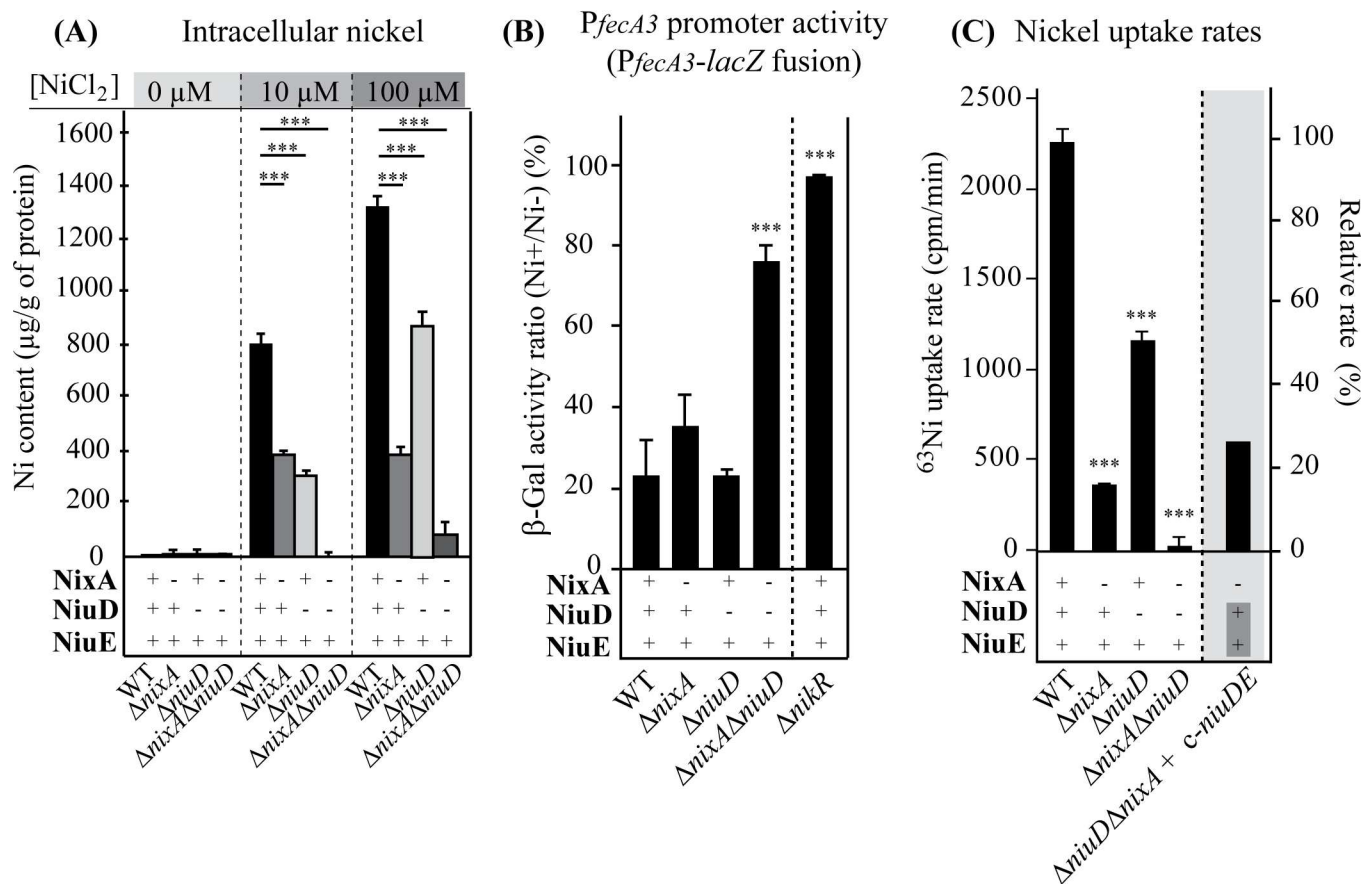 (A) Intracellular nickel
[NiCl2] 0 µM 10 µM 100 µM
Ni content (µg/g of protein)
1600
1400
1200
1000
800
600
400
200
0
*** *** *** *** *** ***
NixA + - + - + - + - + - + -
NiuD + + - - + + - - + + - -
NiuE + + + + + + + + + + + +
WT ΔnixA ΔniuD ΔnixAΔniuD WT ΔnixA ΔniuD ΔnixAΔniuD WT ΔnixA ΔniuD ΔnixAΔniuD
(B) PfecA3 promoter activity
(PfecA3-lacZ fusion)
β-Gal activity ratio (Ni+/Ni-) (%)
100
80
60
40
20
0
*** ***
NixA + - + - +
NiuD + + - - +
NiuE + + + + +
WT ΔnixA ΔniuD ΔnixAΔniuD ΔnikR
(C) Nickel uptake rates
63Ni uptake rate (cpm/min)
2500
2000
1500
1000
500
0
*** *** ***
Relative rate (%)
100
80
60
40
20
0
NixA + - + - -
NiuD + + - - +
NiuE + + + + +
WT ΔnixA ΔniuD ΔnixAΔniuD ΔniuDΔnixA + c-niuDE